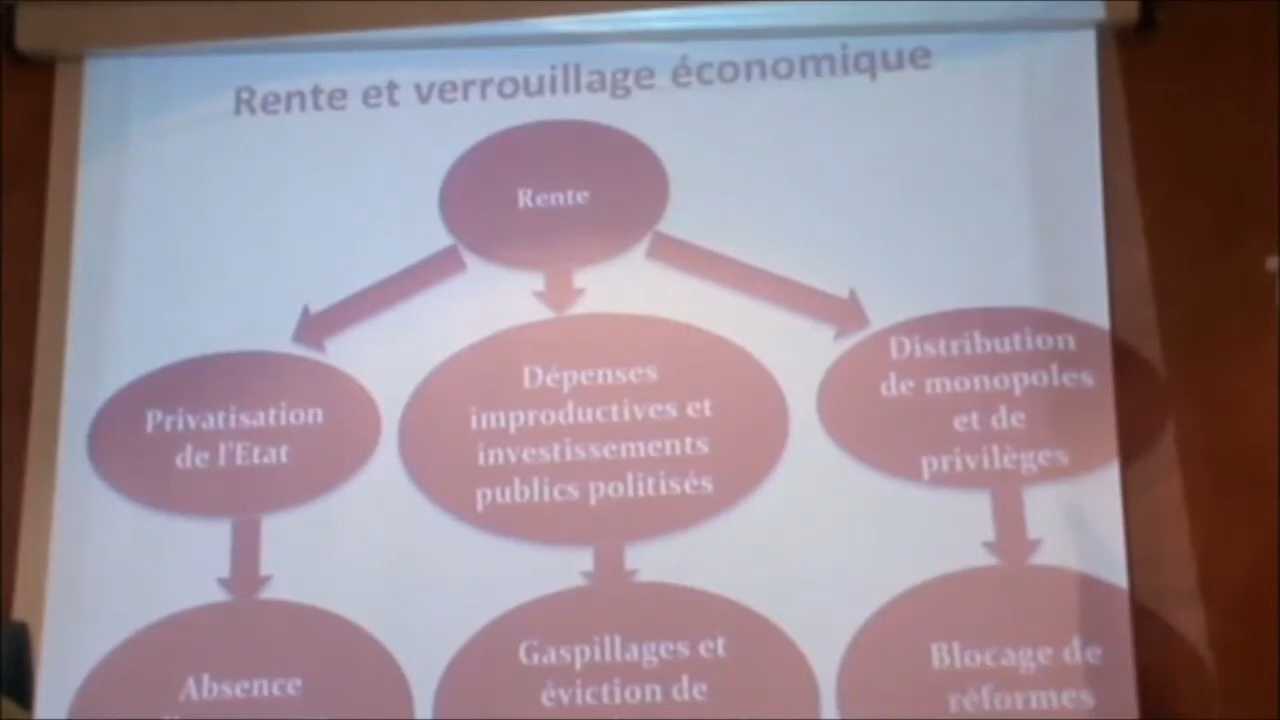 Rente et verrouillage économique
Rente
Privatisation
de l'Etat
Dépenses
improductives et
investissements
publics politisés
Distribution
de monopoles
et de
privilèges
Absence
Gaspillages et
éviction de
Blocage de
réformes